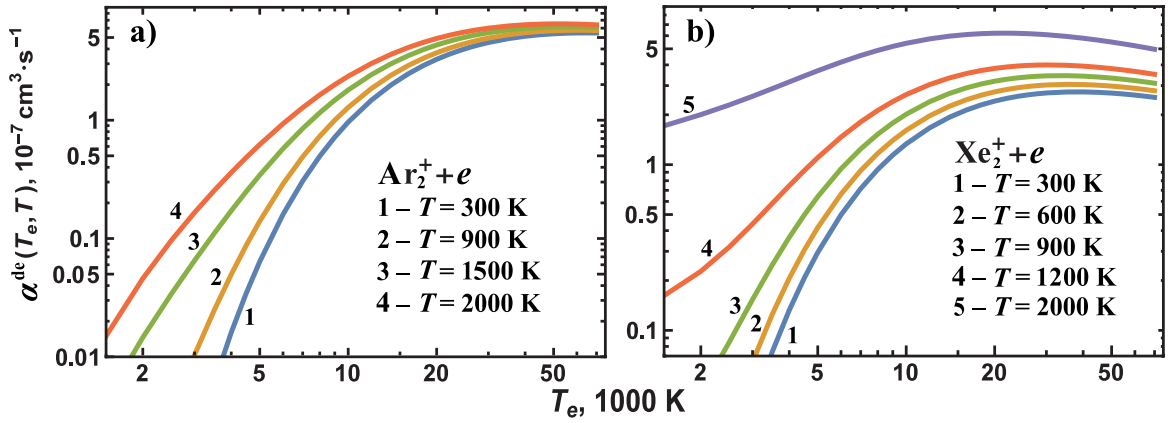 a)
α^de(T_e, T), 10^−7 cm^3·s^−1
5
1
0.5
0.1
0.05
0.01
2
5
10
20
50
4
3
2
1
Ar_2^+ + e
1 – T = 300 K
2 – T = 900 K
3 – T = 1500 K
4 – T = 2000 K
b)
5
1
0.5
0.1
2
5
10
20
50
5
4
3
2
1
Xe_2^+ + e
1 – T = 300 K
2 – T = 600 K
3 – T = 900 K
4 – T = 1200 K
5 – T = 2000 K
T_e, 1000 K